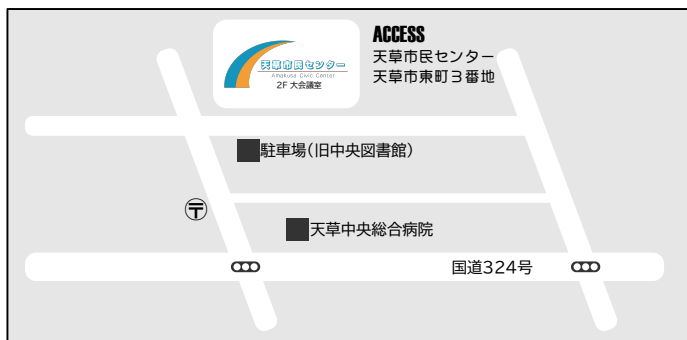 ACCESS
天草市民センター
天草市東町3番地
天草市民センター
Amakusa Civic Center
2F 大会議室
駐車場(旧中央図書館)
〒
天草中央総合病院
国道324号